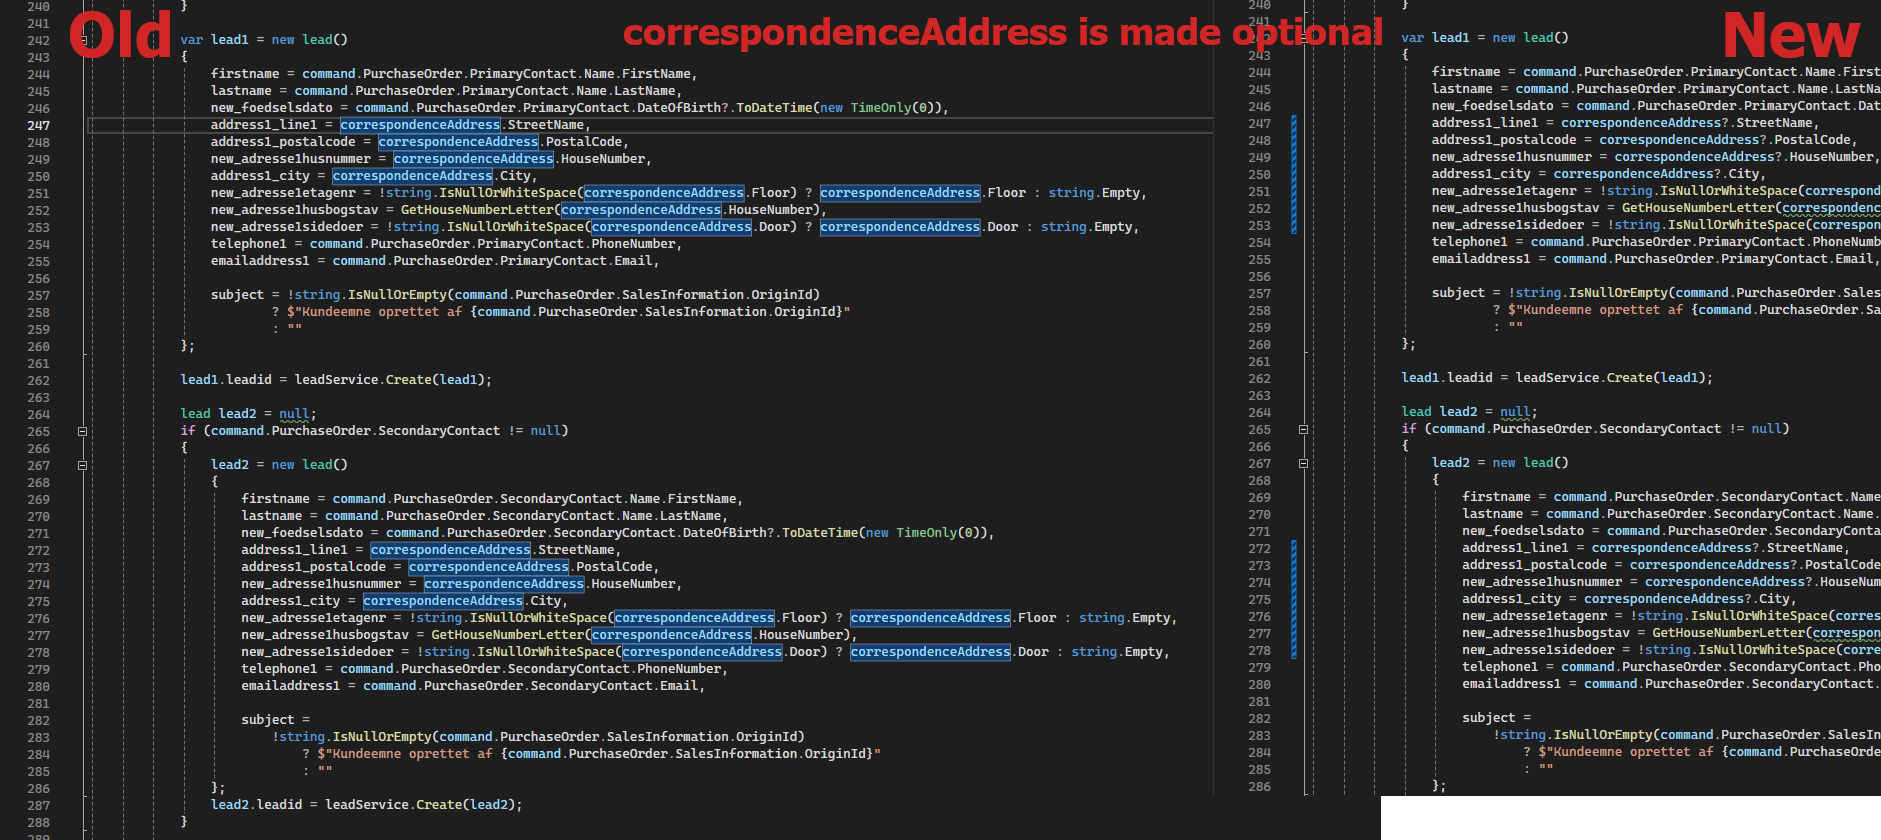 Old
correspondenceAddress is made optional
New
240 }
241
242 var lead1 = new lead()
243 {
244 firstname = command.PurchaseOrder.PrimaryContact.Name.FirstName,
245 lastname = command.PurchaseOrder.PrimaryContact.Name.LastName,
246 new_foedselsdato = command.PurchaseOrder.PrimaryContact.DateOfBirth?.ToDateTime(new TimeOnly(0)),
247 address1_line1 = correspondenceAddress.StreetName,
248 address1_postalcode = correspondenceAddress.PostalCode,
249 new_adresse1husnummer = correspondenceAddress.HouseNumber,
250 address1_city = correspondenceAddress.City,
251 new_adresse1etagenr = !string.IsNullOrWhiteSpace(correspondenceAddress.Floor) ? correspondenceAddress.Floor : string.Empty,
252 new_adresse1husbogstav = GetHouseNumberLetter(correspondenceAddress.HouseNumber),
253 new_adresse1sidedoer = !string.IsNullOrWhiteSpace(correspondenceAddress.Door) ? correspondenceAddress.Door : string.Empty,
254 telephone1 = command.PurchaseOrder.PrimaryContact.PhoneNumber,
255 emailaddress1 = command.PurchaseOrder.PrimaryContact.Email,
256
257 subject = !string.IsNullOrEmpty(command.PurchaseOrder.SalesInformation.OriginId)
258 ? $"Kundeemne oprettet af {command.PurchaseOrder.SalesInformation.OriginId}"
259 : ""
260 };
261
262 lead1.leadid = leadService.Create(lead1);
263
264 lead lead2 = null;
265 if (command.PurchaseOrder.SecondaryContact != null)
266 {
267 lead2 = new lead()
268 {
269 firstname = command.PurchaseOrder.SecondaryContact.Name.FirstName,
270 lastname = command.PurchaseOrder.SecondaryContact.Name.LastName,
271 new_foedselsdato = command.PurchaseOrder.SecondaryContact.DateOfBirth?.ToDateTime(new TimeOnly(0)),
272 address1_line1 = correspondenceAddress.StreetName,
273 address1_postalcode = correspondenceAddress.PostalCode,
274 new_adresse1husnummer = correspondenceAddress.HouseNumber,
275 address1_city = correspondenceAddress.City,
276 new_adresse1etagenr = !string.IsNullOrWhiteSpace(correspondenceAddress.Floor) ? correspondenceAddress.Floor : string.Empty,
277 new_adresse1husbogstav = GetHouseNumberLetter(correspondenceAddress.HouseNumber),
278 new_adresse1sidedoer = !string.IsNullOrWhiteSpace(correspondenceAddress.Door) ? correspondenceAddress.Door : string.Empty,
279 telephone1 = command.PurchaseOrder.SecondaryContact.PhoneNumber,
280 emailaddress1 = command.PurchaseOrder.SecondaryContact.Email,
281
282 subject =
283 !string.IsNullOrEmpty(command.PurchaseOrder.SalesInformation.OriginId)
284 ? $"Kundeemne oprettet af {command.PurchaseOrder.SalesInformation.OriginId}"
285 : ""
286 };
287 lead2.leadid = leadService.Create(lead2);
288 }
289
240 }
241
242 var lead1 = new lead()
243 {
244 firstname = command.PurchaseOrder.PrimaryContact.Name.First
245 lastname = command.PurchaseOrder.PrimaryContact.Name.LastNa
246 new_foedselsdato = command.PurchaseOrder.PrimaryContact.Dat
247 address1_line1 = correspondenceAddress?.StreetName,
248 address1_postalcode = correspondenceAddress?.PostalCode,
249 new_adresse1husnummer = correspondenceAddress?.HouseNumber,
250 address1_city = correspondenceAddress?.City,
251 new_adresse1etagenr = !string.IsNullOrWhiteSpace(correspond
252 new_adresse1husbogstav = GetHouseNumberLetter(correspondenc
253 new_adresse1sidedoer = !string.IsNullOrWhiteSpace(correspon
254 telephone1 = command.PurchaseOrder.PrimaryContact.PhoneNumb
255 emailaddress1 = command.PurchaseOrder.PrimaryContact.Email,
256
257 subject = !string.IsNullOrEmpty(command.PurchaseOrder.Sales
258 ? $"Kundeemne oprettet af {command.PurchaseOrder.Sa
259 : ""
260 };
261
262 lead1.leadid = leadService.Create(lead1);
263
264 lead lead2 = null;
265 if (command.PurchaseOrder.SecondaryContact != null)
266 {
267 lead2 = new lead()
268 {
269 firstname = command.PurchaseOrder.SecondaryContact.Name
270 lastname = command.PurchaseOrder.SecondaryContact.Name.
271 new_foedselsdato = command.PurchaseOrder.SecondaryConta
272 address1_line1 = correspondenceAddress?.StreetName,
273 address1_postalcode = correspondenceAddress?.PostalCode
274 new_adresse1husnummer = correspondenceAddress?.HouseNum
275 address1_city = correspondenceAddress?.City,
276 new_adresse1etagenr = !string.IsNullOrWhiteSpace(corres
277 new_adresse1husbogstav = GetHouseNumberLetter(correspon
278 new_adresse1sidedoer = !string.IsNullOrWhiteSpace(corre
279 telephone1 = command.PurchaseOrder.SecondaryContact.Pho
280 emailaddress1 = command.PurchaseOrder.SecondaryContact.
281
282 subject =
283 !string.IsNullOrEmpty(command.PurchaseOrder.SalesIn
284 ? $"Kundeemne oprettet af {command.PurchaseOrde
285 : ""
286 };